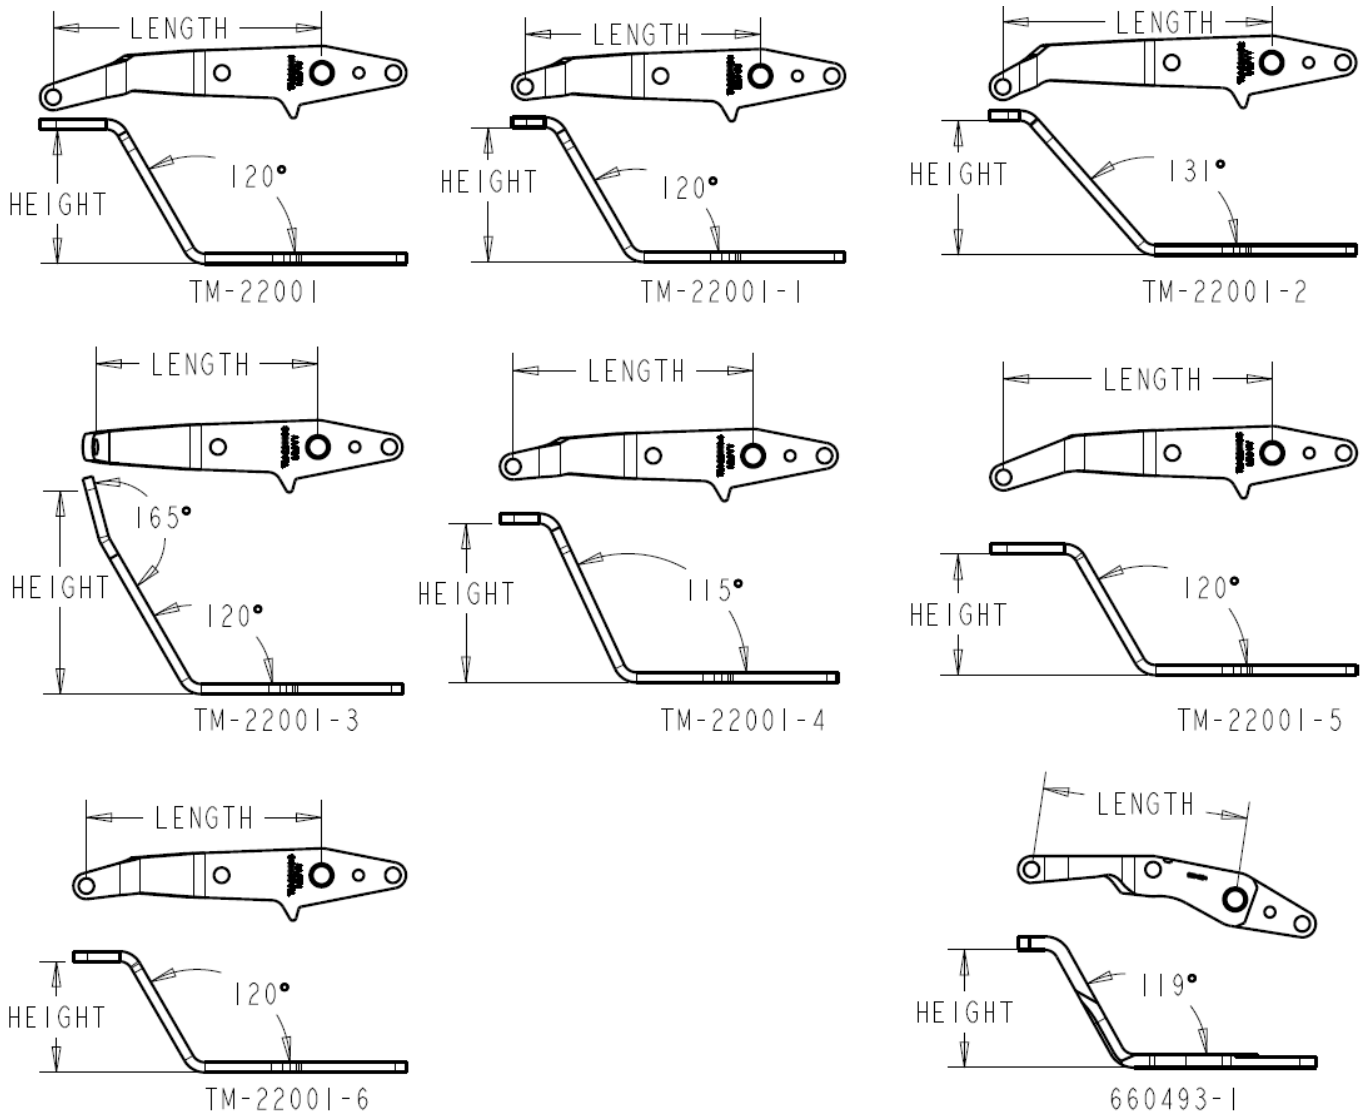 LENGTH
HEIGHT
120°
TM-22001
LENGTH
HEIGHT
120°
TM-22001-1
LENGTH
HEIGHT
131°
TM-22001-2
LENGTH
165°
HEIGHT
120°
TM-22001-3
LENGTH
HEIGHT
115°
TM-22001-4
LENGTH
HEIGHT
120°
TM-22001-5
LENGTH
HEIGHT
120°
TM-22001-6
LENGTH
HEIGHT
119°
660493-1